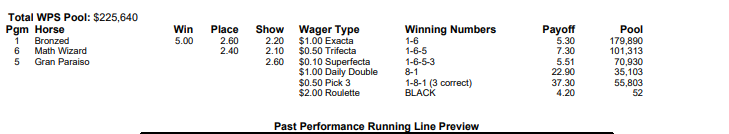 Total WPS Pool: $225,640
Pgm Horse Win Place Show Wager Type Winning Numbers Payoff Pool
1 Bronzed 5.00 2.60 2.20 $1.00 Exacta 1-6 5.30 179,890
6 Math Wizard 2.40 2.10 $0.50 Trifecta 1-6-5 7.30 101,313
5 Gran Paraiso 2.60 $0.10 Superfecta 1-6-5-3 5.51 70,930
$1.00 Daily Double 8-1 22.90 35,103
$0.50 Pick 3 1-8-1 (3 correct) 37.30 55,803
$2.00 Roulette BLACK 4.20 52
Past Performance Running Line Preview